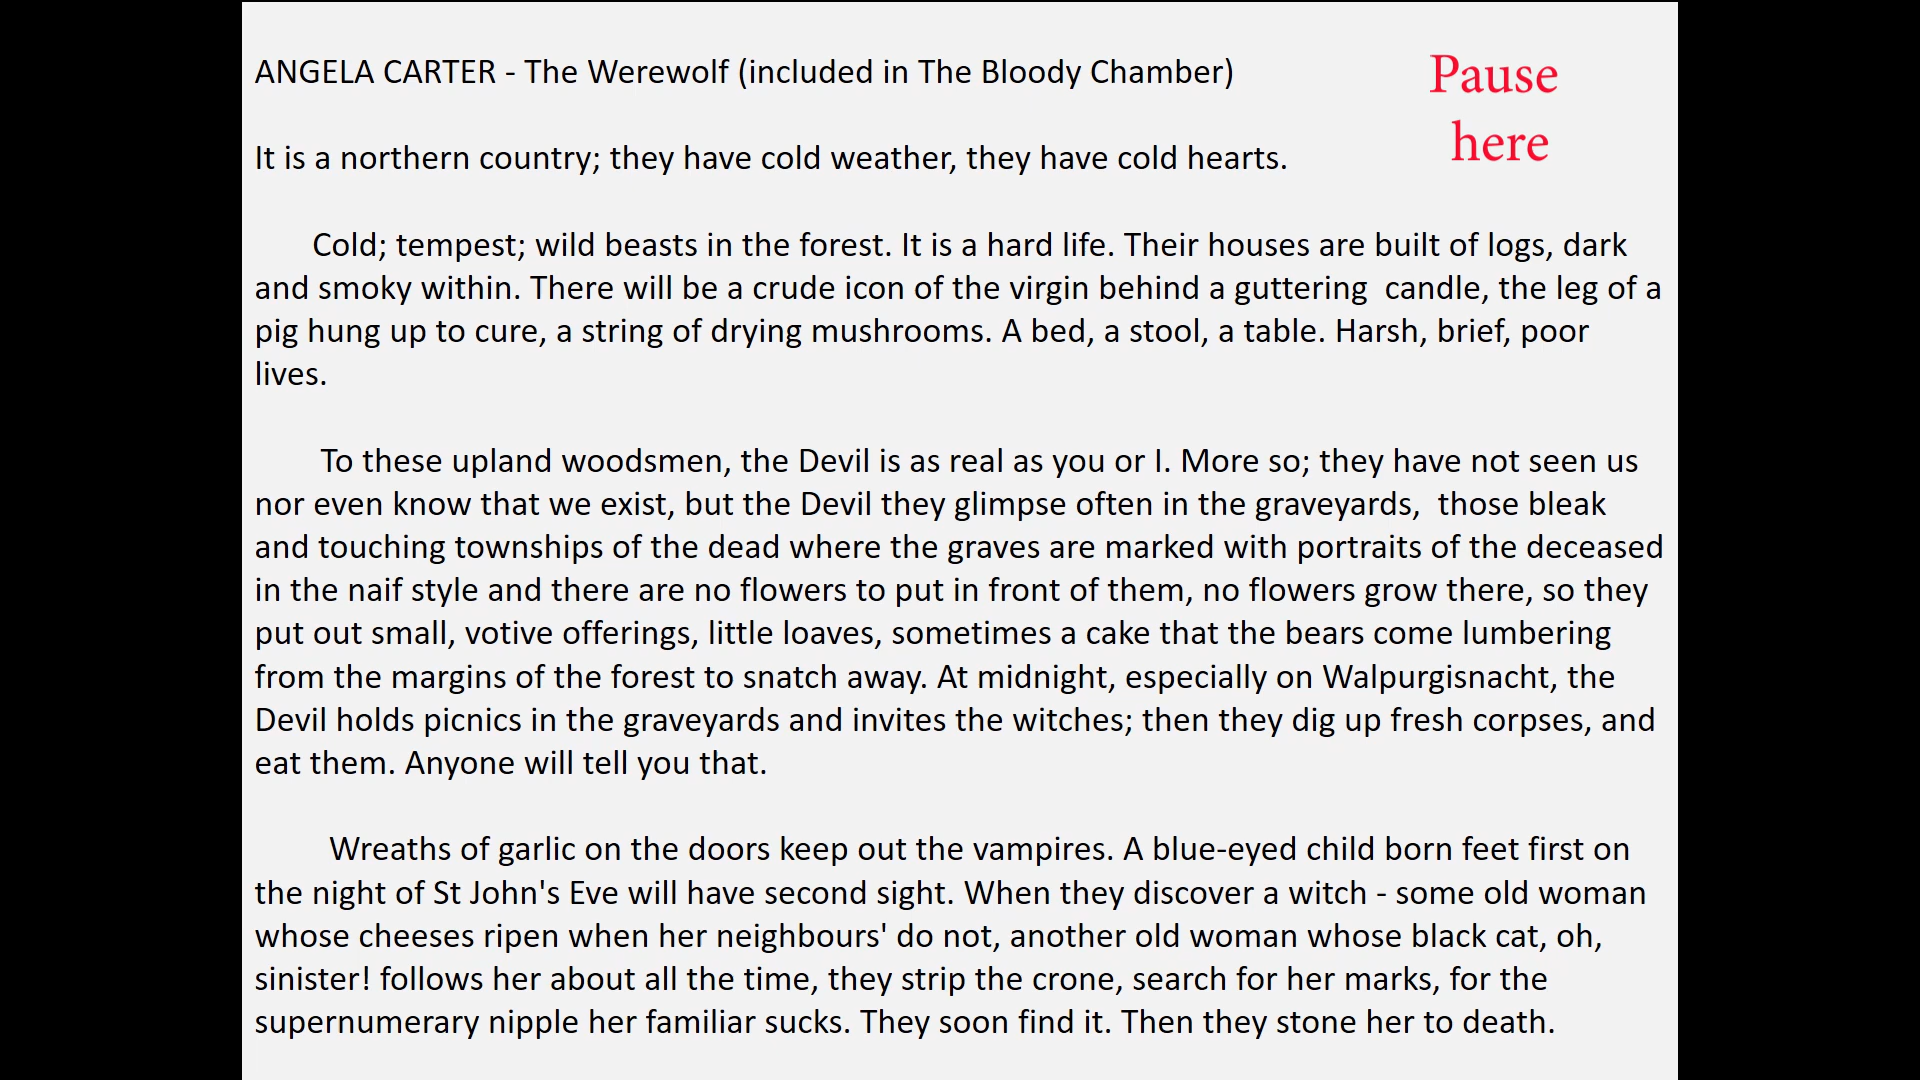 ANGELA CARTER - The Werewolf (included in The Bloody Chamber)
Pause
here
It is a northern country; they have cold weather, they have cold hearts.
Cold; tempest; wild beasts in the forest. It is a hard life. Their houses are built of logs, dark
and smoky within. There will be a crude icon of the virgin behind a guttering  candle, the leg of a
pig hung up to cure, a string of drying mushrooms. A bed, a stool, a table. Harsh, brief, poor
lives.
To these upland woodsmen, the Devil is as real as you or I. More so; they have not seen us
nor even know that we exist, but the Devil they glimpse often in the graveyards,  those bleak
and touching townships of the dead where the graves are marked with portraits of the deceased
in the naif style and there are no flowers to put in front of them, no flowers grow there, so they
put out small, votive offerings, little loaves, sometimes a cake that the bears come lumbering
from the margins of the forest to snatch away. At midnight, especially on Walpurgisnacht, the
Devil holds picnics in the graveyards and invites the witches; then they dig up fresh corpses, and
eat them. Anyone will tell you that.
Wreaths of garlic on the doors keep out the vampires. A blue-eyed child born feet first on
the night of St John's Eve will have second sight. When they discover a witch - some old woman
whose cheeses ripen when her neighbours' do not, another old woman whose black cat, oh,
sinister! follows her about all the time, they strip the crone, search for her marks, for the
supernumerary nipple her familiar sucks. They soon find it. Then they stone her to death.